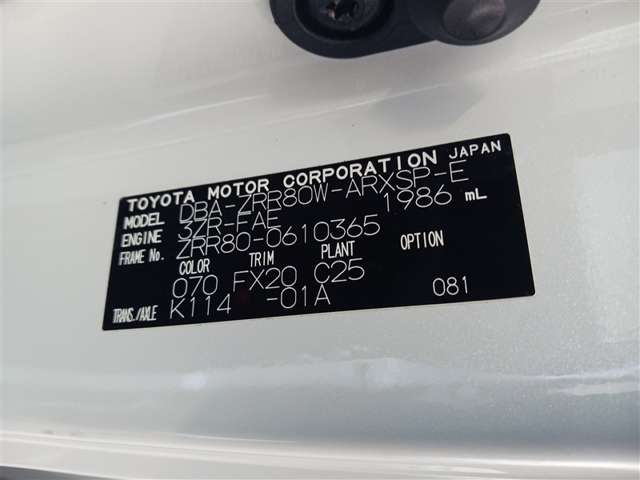 TOYOTA MOTOR CORPORATION JAPAN
MODEL DBA-ZRR80W-ARXSP-E
ENGINE 3ZR-FAE 1986 mL
FRAME No. ZRR80-0610365
COLOR TRIM PLANT OPTION
070 FX20 C25
TRANS./AXLE K114 -01A 081